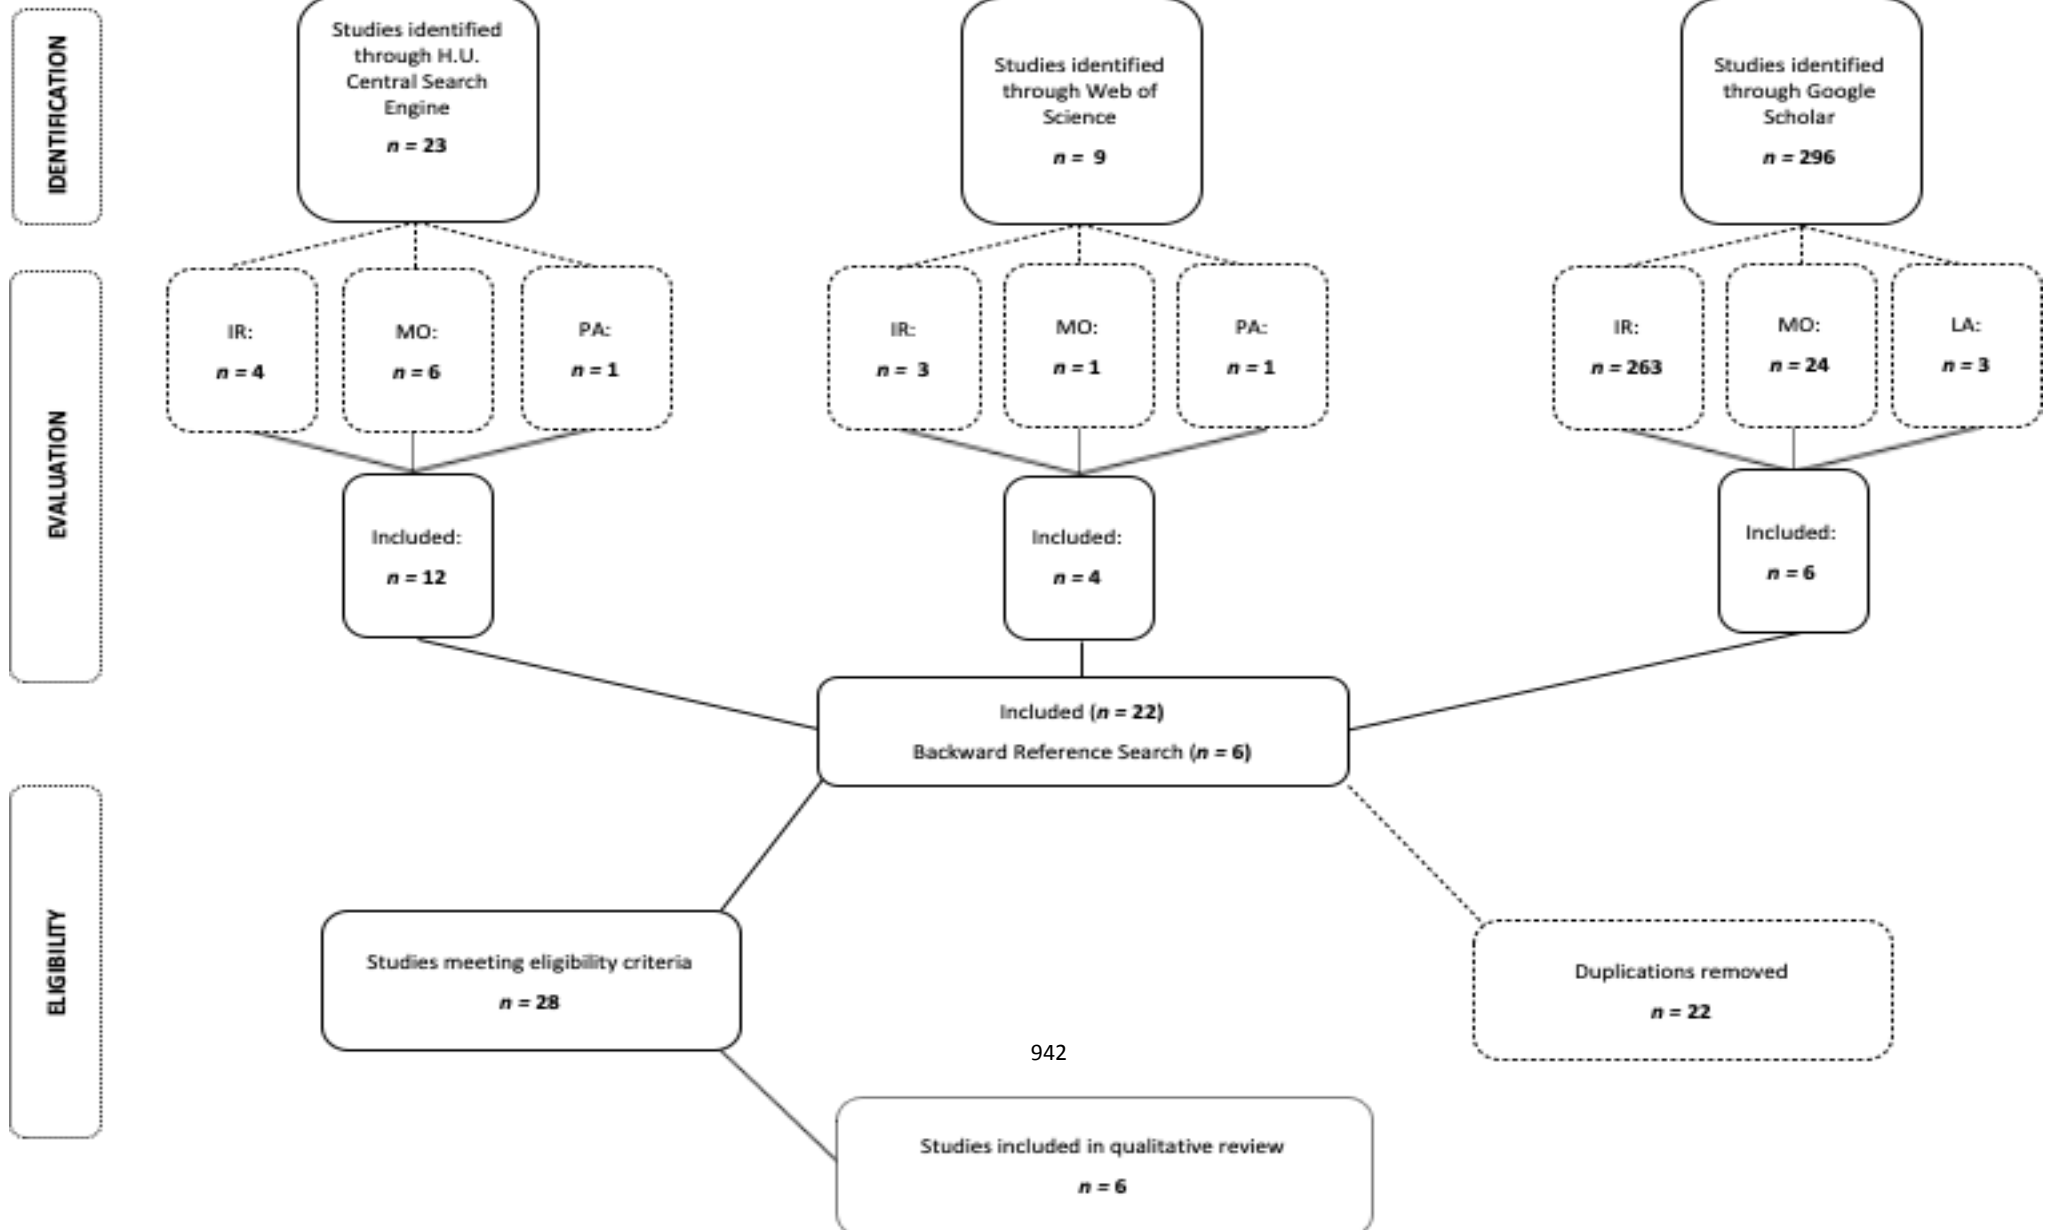 IDENTIFICATION
Studies identified
through H.U.
Central Search
Engine
n = 23
Studies identified
through Web of
Science
n = 9
Studies identified
through Google
Scholar
n = 296
EVALUATION
IR:
n = 4
MO:
n = 6
PA:
n = 1
IR:
n = 3
MO:
n = 1
PA:
n = 1
IR:
n = 263
MO:
n = 24
LA:
n = 3
Included:
n = 12
Included:
n = 4
Included:
n = 6
Included (n = 22)
Backward Reference Search (n = 6)
ELIGIBILITY
Studies meeting eligibility criteria
n = 28
Duplications removed
n = 22
942
Studies included in qualitative review
n = 6